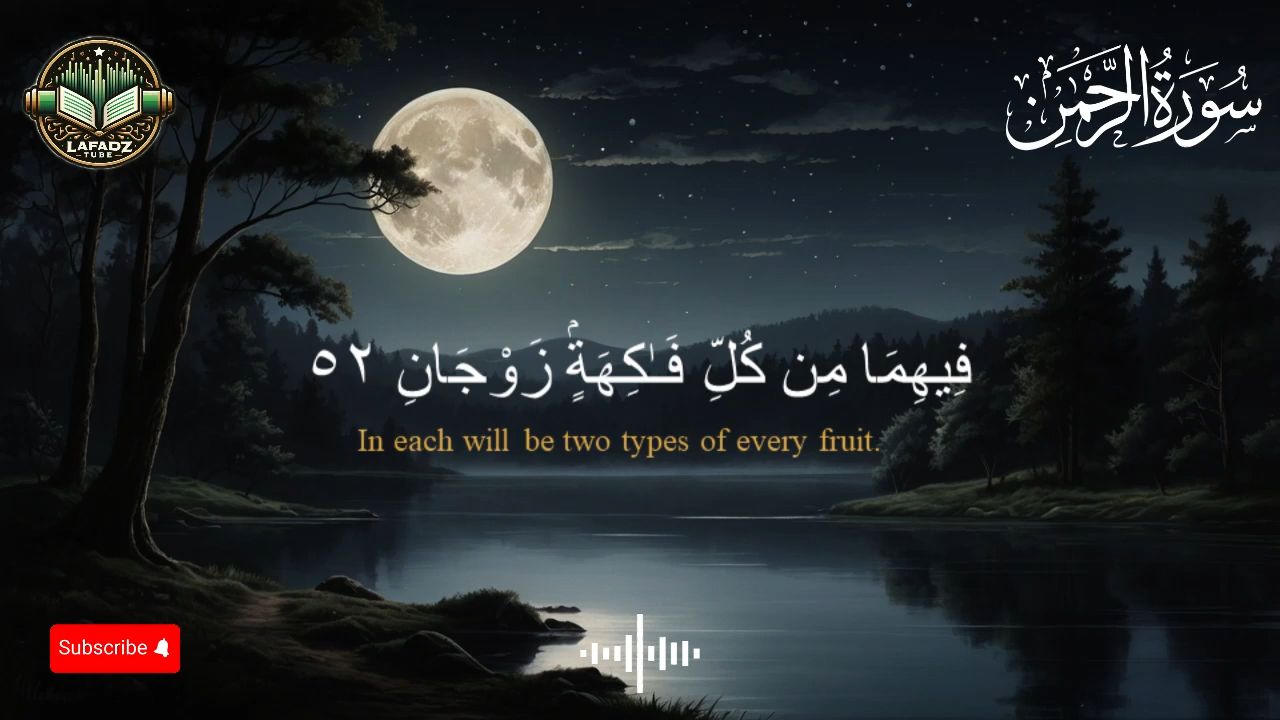 LAFADZ
TUBE
سُورَةُ الرَّحْمَٰن
فِيهِمَا مِن كُلِّ فَـٰكِهَةٍۢ زَوْجَانِ ٥٢
In each will be two types of every fruit.
Subscribe